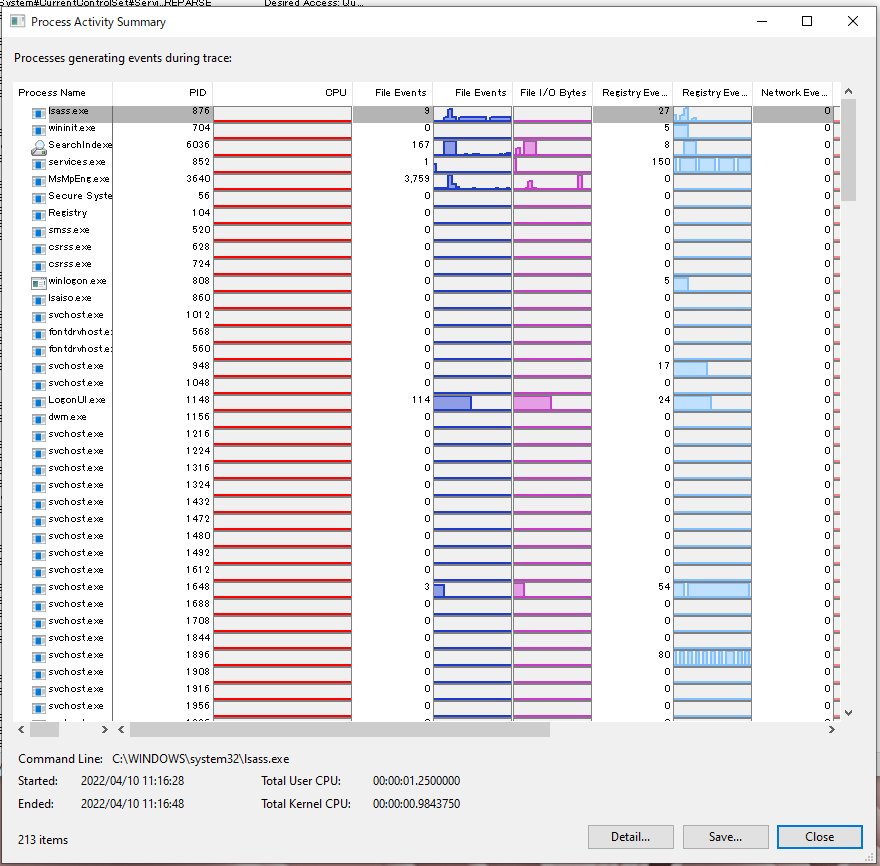 System#CurrentControlSet#Servi..REPARSE Desired Access: Qu...
Process Activity Summary
Processes generating events during trace:
Process Name PID CPU File Events File Events File I/O Bytes Registry Eve... Registry Eve... Network Eve...
lsass.exe 876 9 27 0
wininit.exe 704 0 5 0
SearchIndexe 6036 167 8 0
services.exe 852 1 150 0
MsMpEng.exe 3640 3,759 0 0
Secure Syste 56 0 0 0
Registry 104 0 0 0
smss.exe 520 0 0 0
csrss.exe 628 0 0 0
csrss.exe 724 0 0 0
winlogon.exe 808 0 5 0
lsaiso.exe 860 0 0 0
svchost.exe 1012 0 0 0
fontdrvhost.e: 568 0 0 0
fontdrvhost.e: 560 0 0 0
svchost.exe 948 0 17 0
svchost.exe 1048 0 0 0
LogonUI.exe 1148 114 24 0
dwm.exe 1156 0 0 0
svchost.exe 1216 0 0 0
svchost.exe 1224 0 0 0
svchost.exe 1316 0 0 0
svchost.exe 1324 0 0 0
svchost.exe 1432 0 0 0
svchost.exe 1472 0 0 0
svchost.exe 1480 0 0 0
svchost.exe 1492 0 0 0
svchost.exe 1612 0 0 0
svchost.exe 1648 3 54 0
svchost.exe 1688 0 0 0
svchost.exe 1708 0 0 0
svchost.exe 1844 0 0 0
svchost.exe 1896 0 80 0
svchost.exe 1908 0 0 0
svchost.exe 1916 0 0 0
svchost.exe 1956 0 0 0
Command Line: C:\WINDOWS\system32\lsass.exe
Started: 2022/04/10 11:16:28 Total User CPU: 00:00:01.2500000
Ended: 2022/04/10 11:16:48 Total Kernel CPU: 00:00:00.9843750
213 items Detail... Save... Close